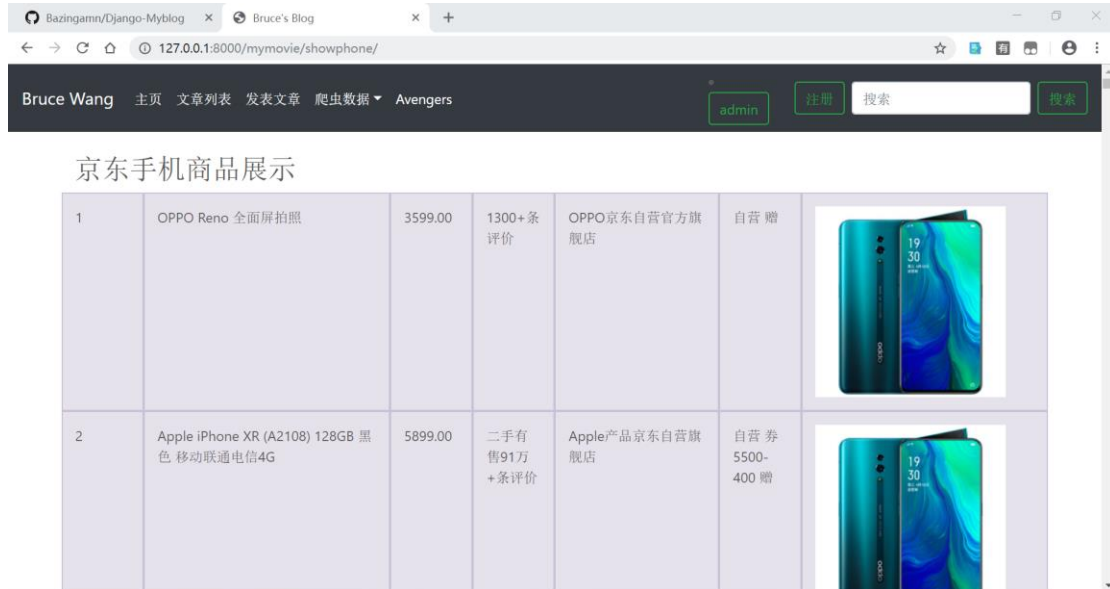 Bazingamn/Django-Myblog
Bruce's Blog
127.0.0.1:8000/mymovie/showphone/
有
Bruce Wang 主页 文章列表 发表文章 爬虫数据 Avengers
admin 注册 搜索 搜索
京东手机商品展示
1
OPPO Reno 全面屏拍照
3599.00
1300+条
评价
OPPO京东自营官方旗
舰店
自营 赠
19
30
oppo
2
Apple iPhone XR (A2108) 128GB 黑
色 移动联通电信4G
5899.00
二手有
售91万
+条评价
Apple产品京东自营旗
舰店
自营 券
5500-
400 赠
19
30
oppo